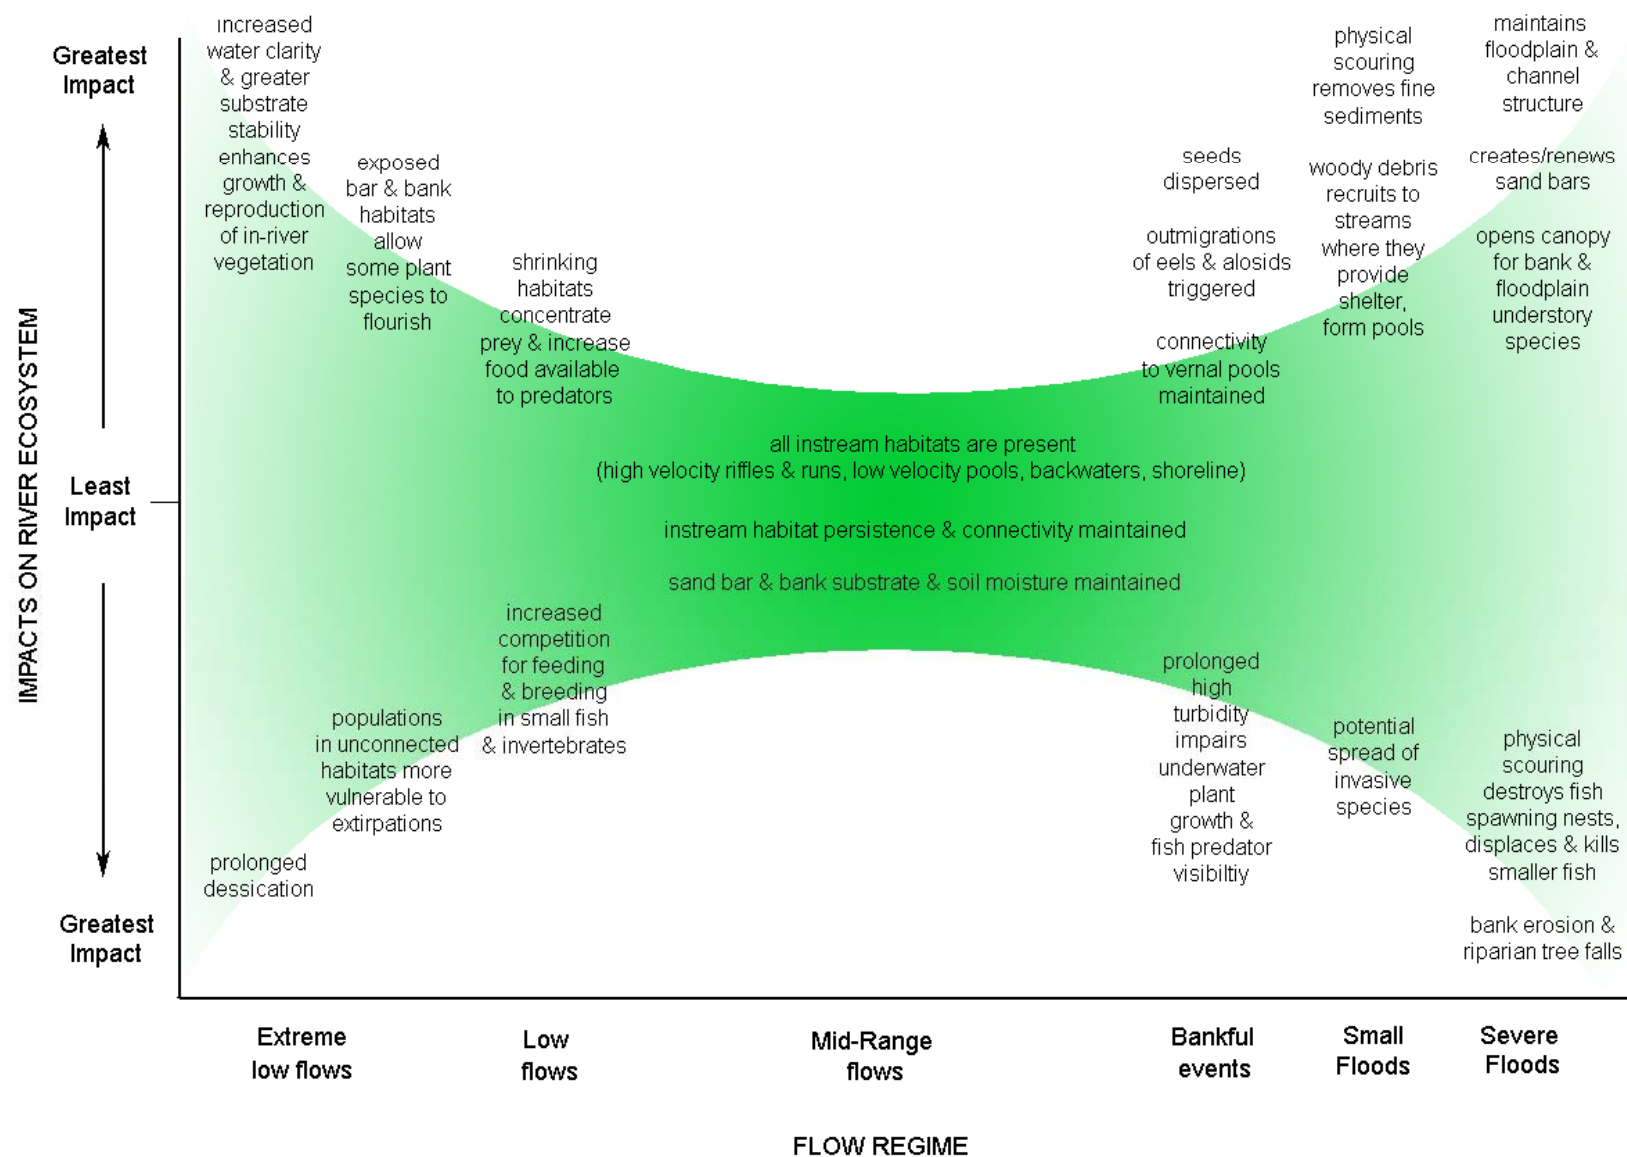 increased
water clarity
& greater
substrate
stability
enhances
growth &
reproduction
of in-river
vegetation
exposed
bar & bank
habitats
allow
some plant
species to
flourish
shrinking
habitats
concentrate
prey & increase
food available
to predators
seeds
dispersed
outmigrations
of eels & alosids
triggered
connectivity
to vernal pools
maintained
physical
scouring
removes fine
sediments
woody debris
recruits to
streams
where they
provide
shelter,
form pools
maintains
floodplain &
channel
structure
creates/renews
sand bars
opens canopy
for bank &
floodplain
understory
species
Greatest
Impact
Least
Impact
Greatest
Impact
IMPACTS ON RIVER ECOSYSTEM
all instream habitats are present
(high velocity riffles & runs, low velocity pools, backwaters, shoreline)
instream habitat persistence & connectivity maintained
sand bar & bank substrate & soil moisture maintained
prolonged
dessication
populations
in unconnected
habitats more
vulnerable to
extirpations
increased
competition
for feeding
& breeding
in small fish
& invertebrates
prolonged
high
turbidity
impairs
underwater
plant
growth &
fish predator
visibiltiy
potential
spread of
invasive
species
physical
scouring
destroys fish
spawning nests,
displaces & kills
smaller fish
bank erosion &
riparian tree falls
Extreme
low flows
Low
flows
Mid-Range
flows
Bankful
events
Small
Floods
Severe
Floods
FLOW REGIME